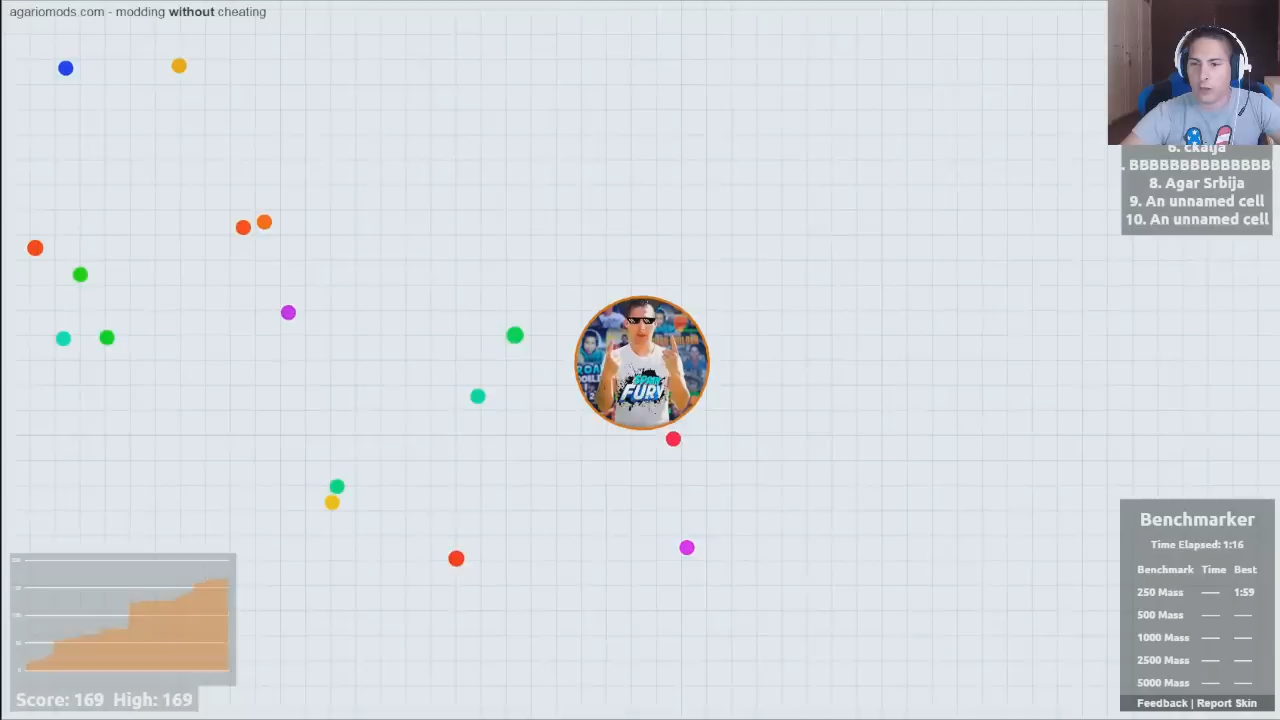 agariomods.com - modding without cheating
6. ckalja
. BBBBBBBBBBBBBB
8. Agar Srbija
9. An unnamed cell
10. An unnamed cell
FURY
Benchmarker
Time Elapsed: 1:16
Benchmark Time Best
250 Mass — 1:59
500 Mass — —
1000 Mass — —
2500 Mass — —
5000 Mass — —
Feedback | Report Skin
Score: 169 High: 169